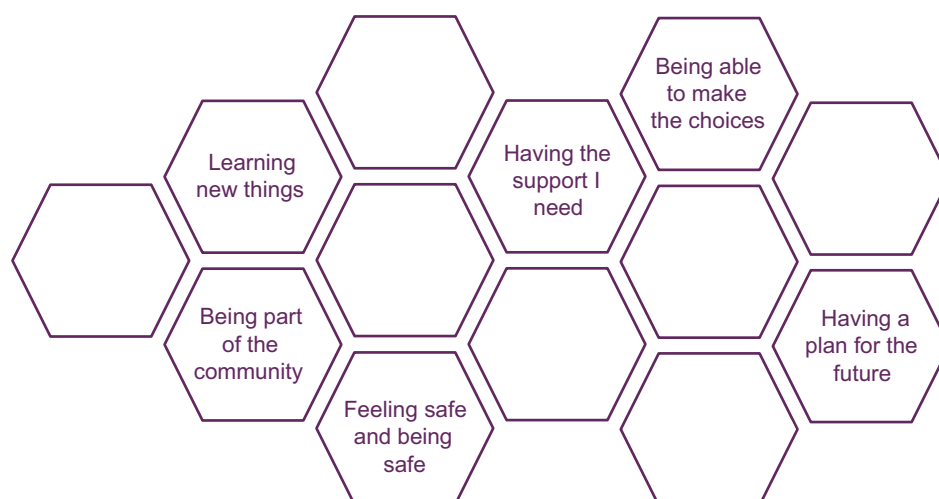 Being able
to make
the choices
Learning
new things
Having the
support I
need
Being part
of the
community
Having a
plan for the
future
Feeling safe
and being
safe